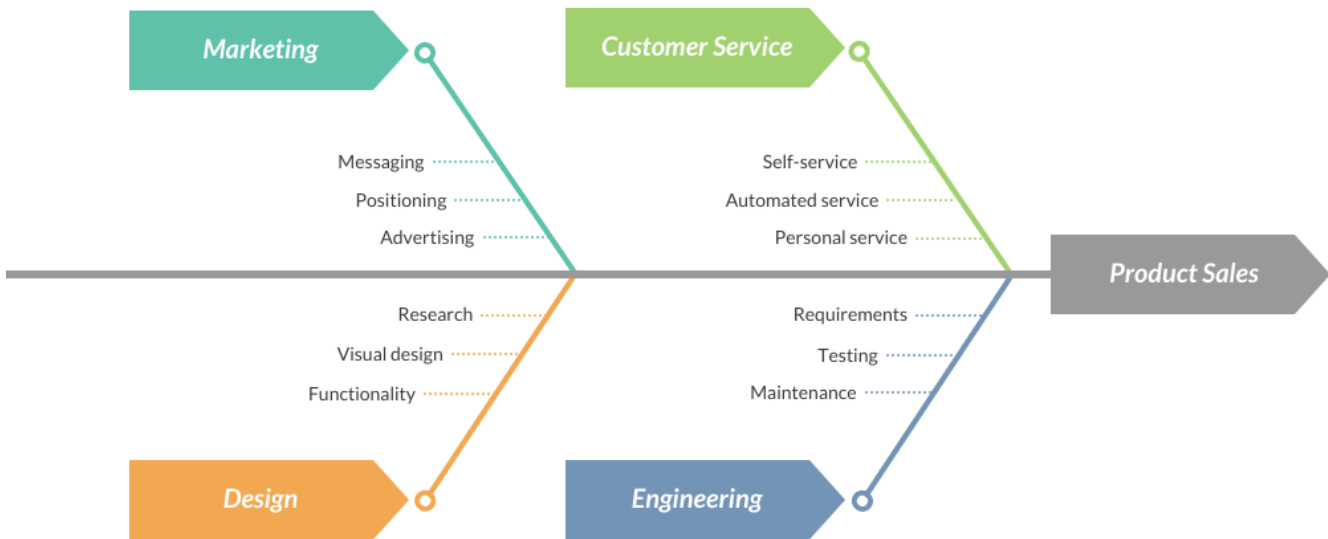 Marketing
Customer Service
Messaging
Positioning
Advertising
Self-service
Automated service
Personal service
Product Sales
Research
Visual design
Functionality
Requirements
Testing
Maintenance
Design
Engineering